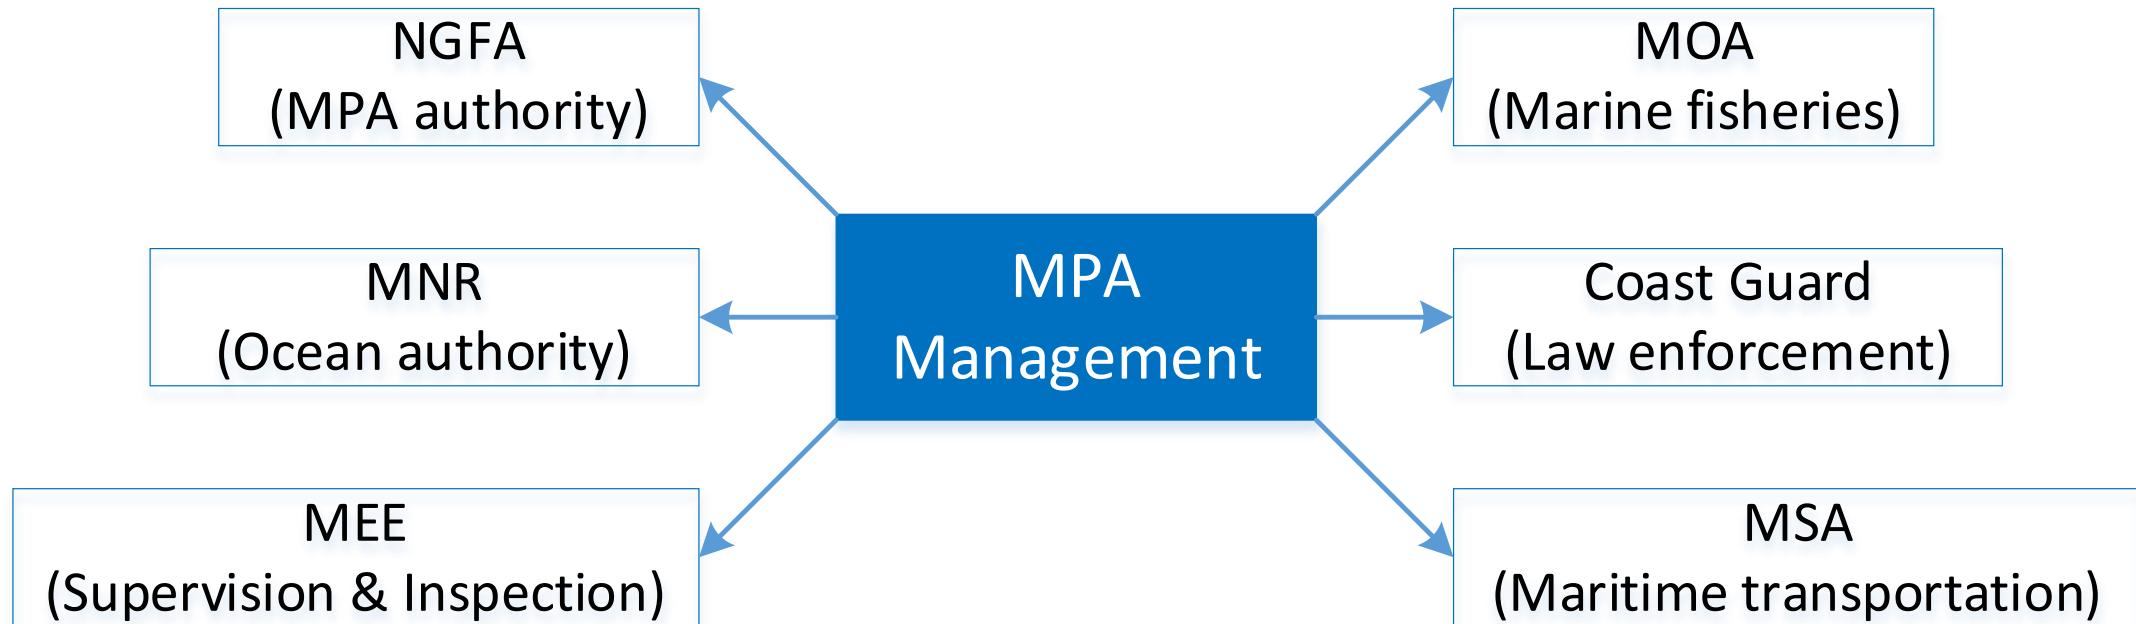 NGFA
(MPA authority)
MNR
(Ocean authority)
MEE
(Supervision & Inspection)
MPA
Management
MOA
(Marine fisheries)
Coast Guard
(Law enforcement)
MSA
(Maritime transportation)